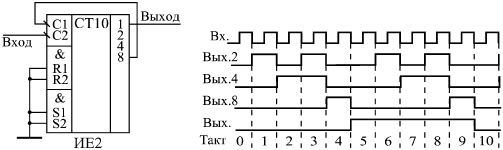 C1 CT10 1 Выход
Вход C2 2
& 4
R1 8
R2
&
S1
S2
ИЕ2
Вх.
Вых.2
Вых.4
Вых.8
Вых.
Такт 0 1 2 3 4 5 6 7 8 9 10